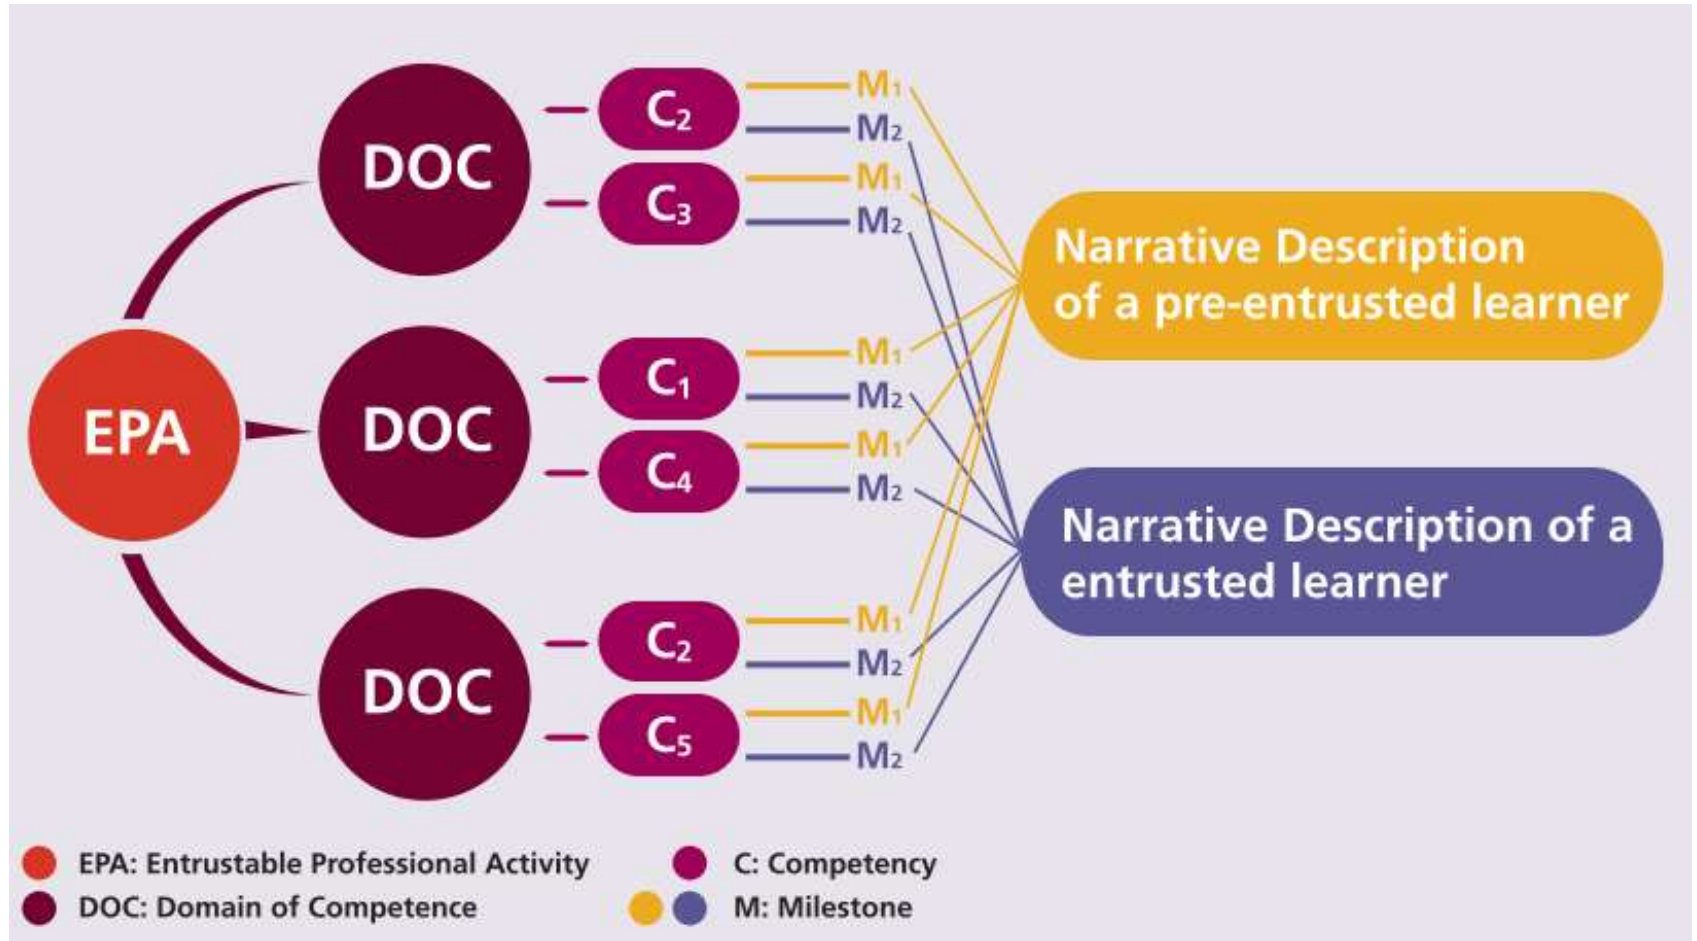 EPA
DOC
C2
M1
M2
C3
M1
M2
DOC
C1
M1
M2
C4
M1
M2
DOC
C2
M1
M2
C5
M1
M2
Narrative Description
of a pre-entrusted learner
Narrative Description of a
entrusted learner
EPA: Entrustable Professional Activity
DOC: Domain of Competence
C: Competency
M: Milestone